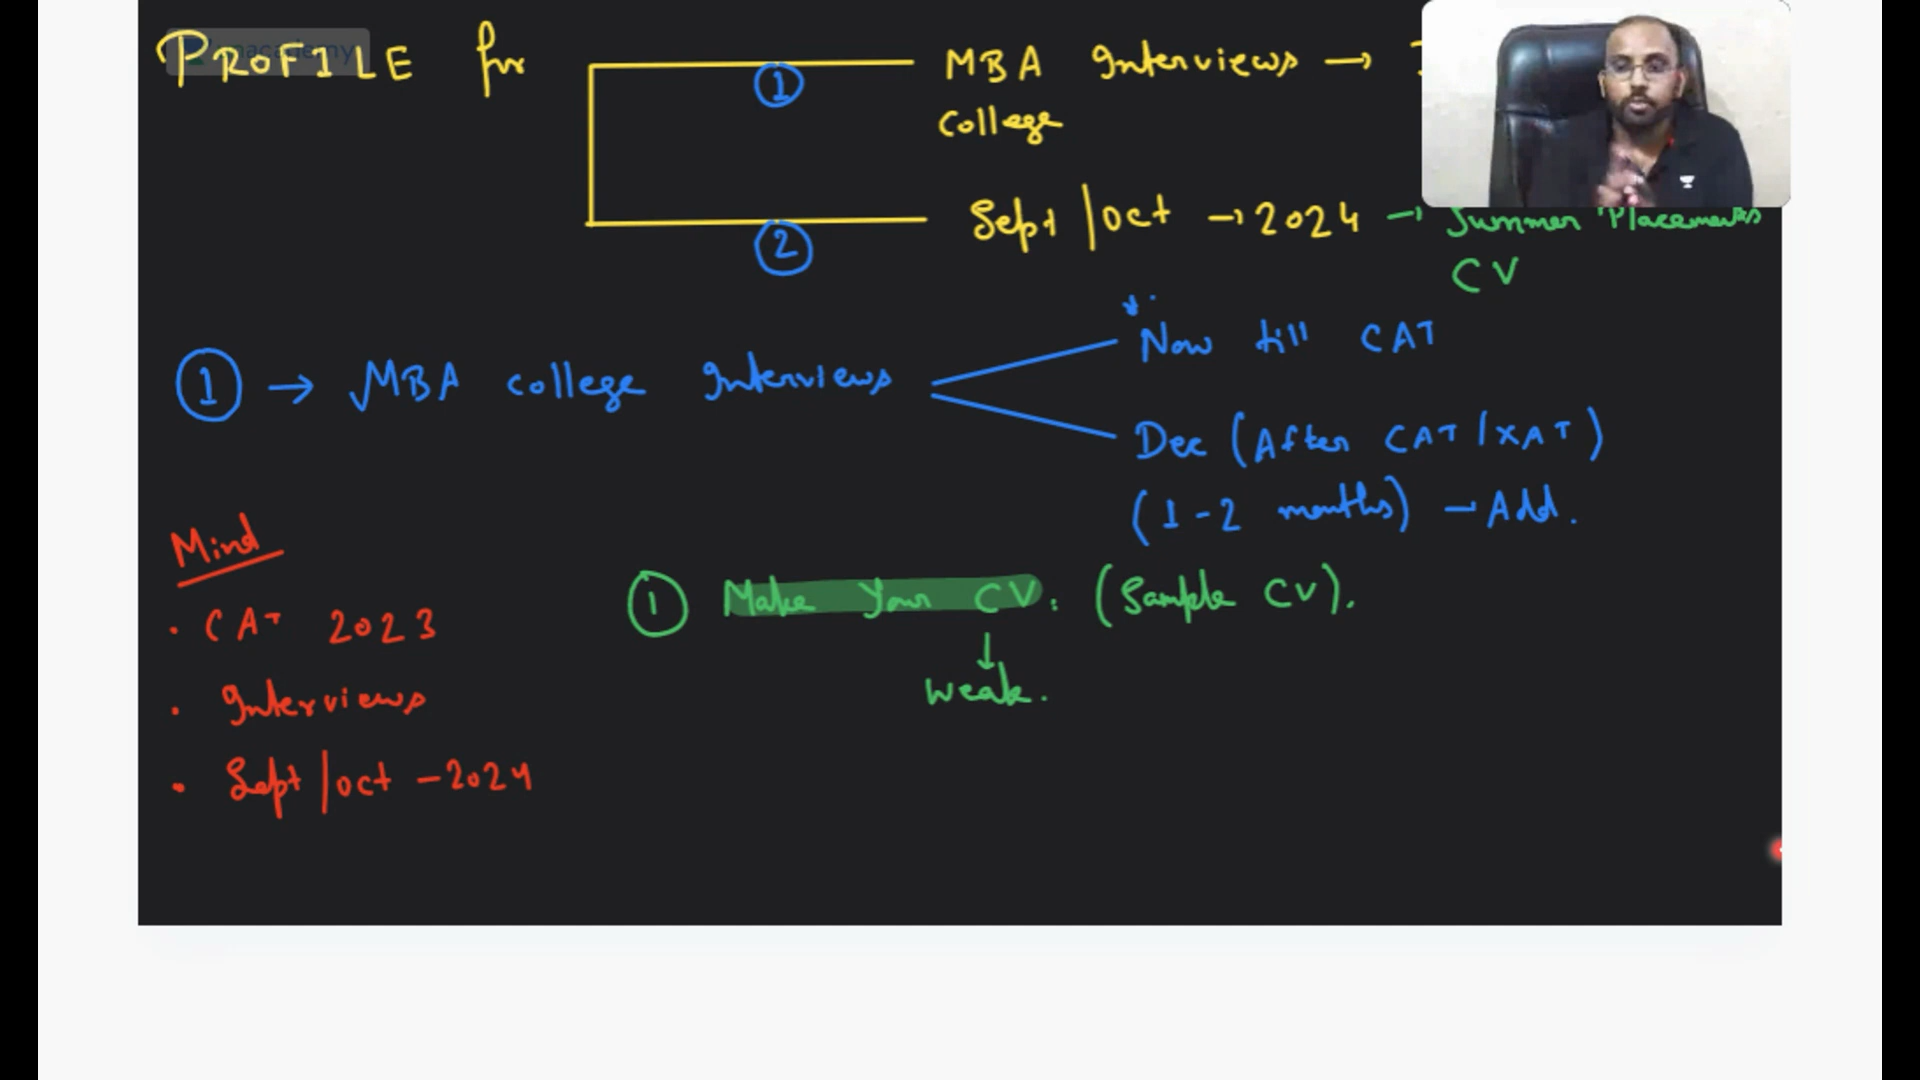 PROFILE for
① MBA Interviews →
College
② Sept/Oct → 2024 → Summer Placements
CV
① → MBA college Interviews
Now till CAT
Dec (After CAT/XAT)
(1-2 months) → Add.
Mind
① Make Your CV: (Sample CV).
• CAT 2023
↓
Weak.
• Interviews
• Sept/Oct - 2024